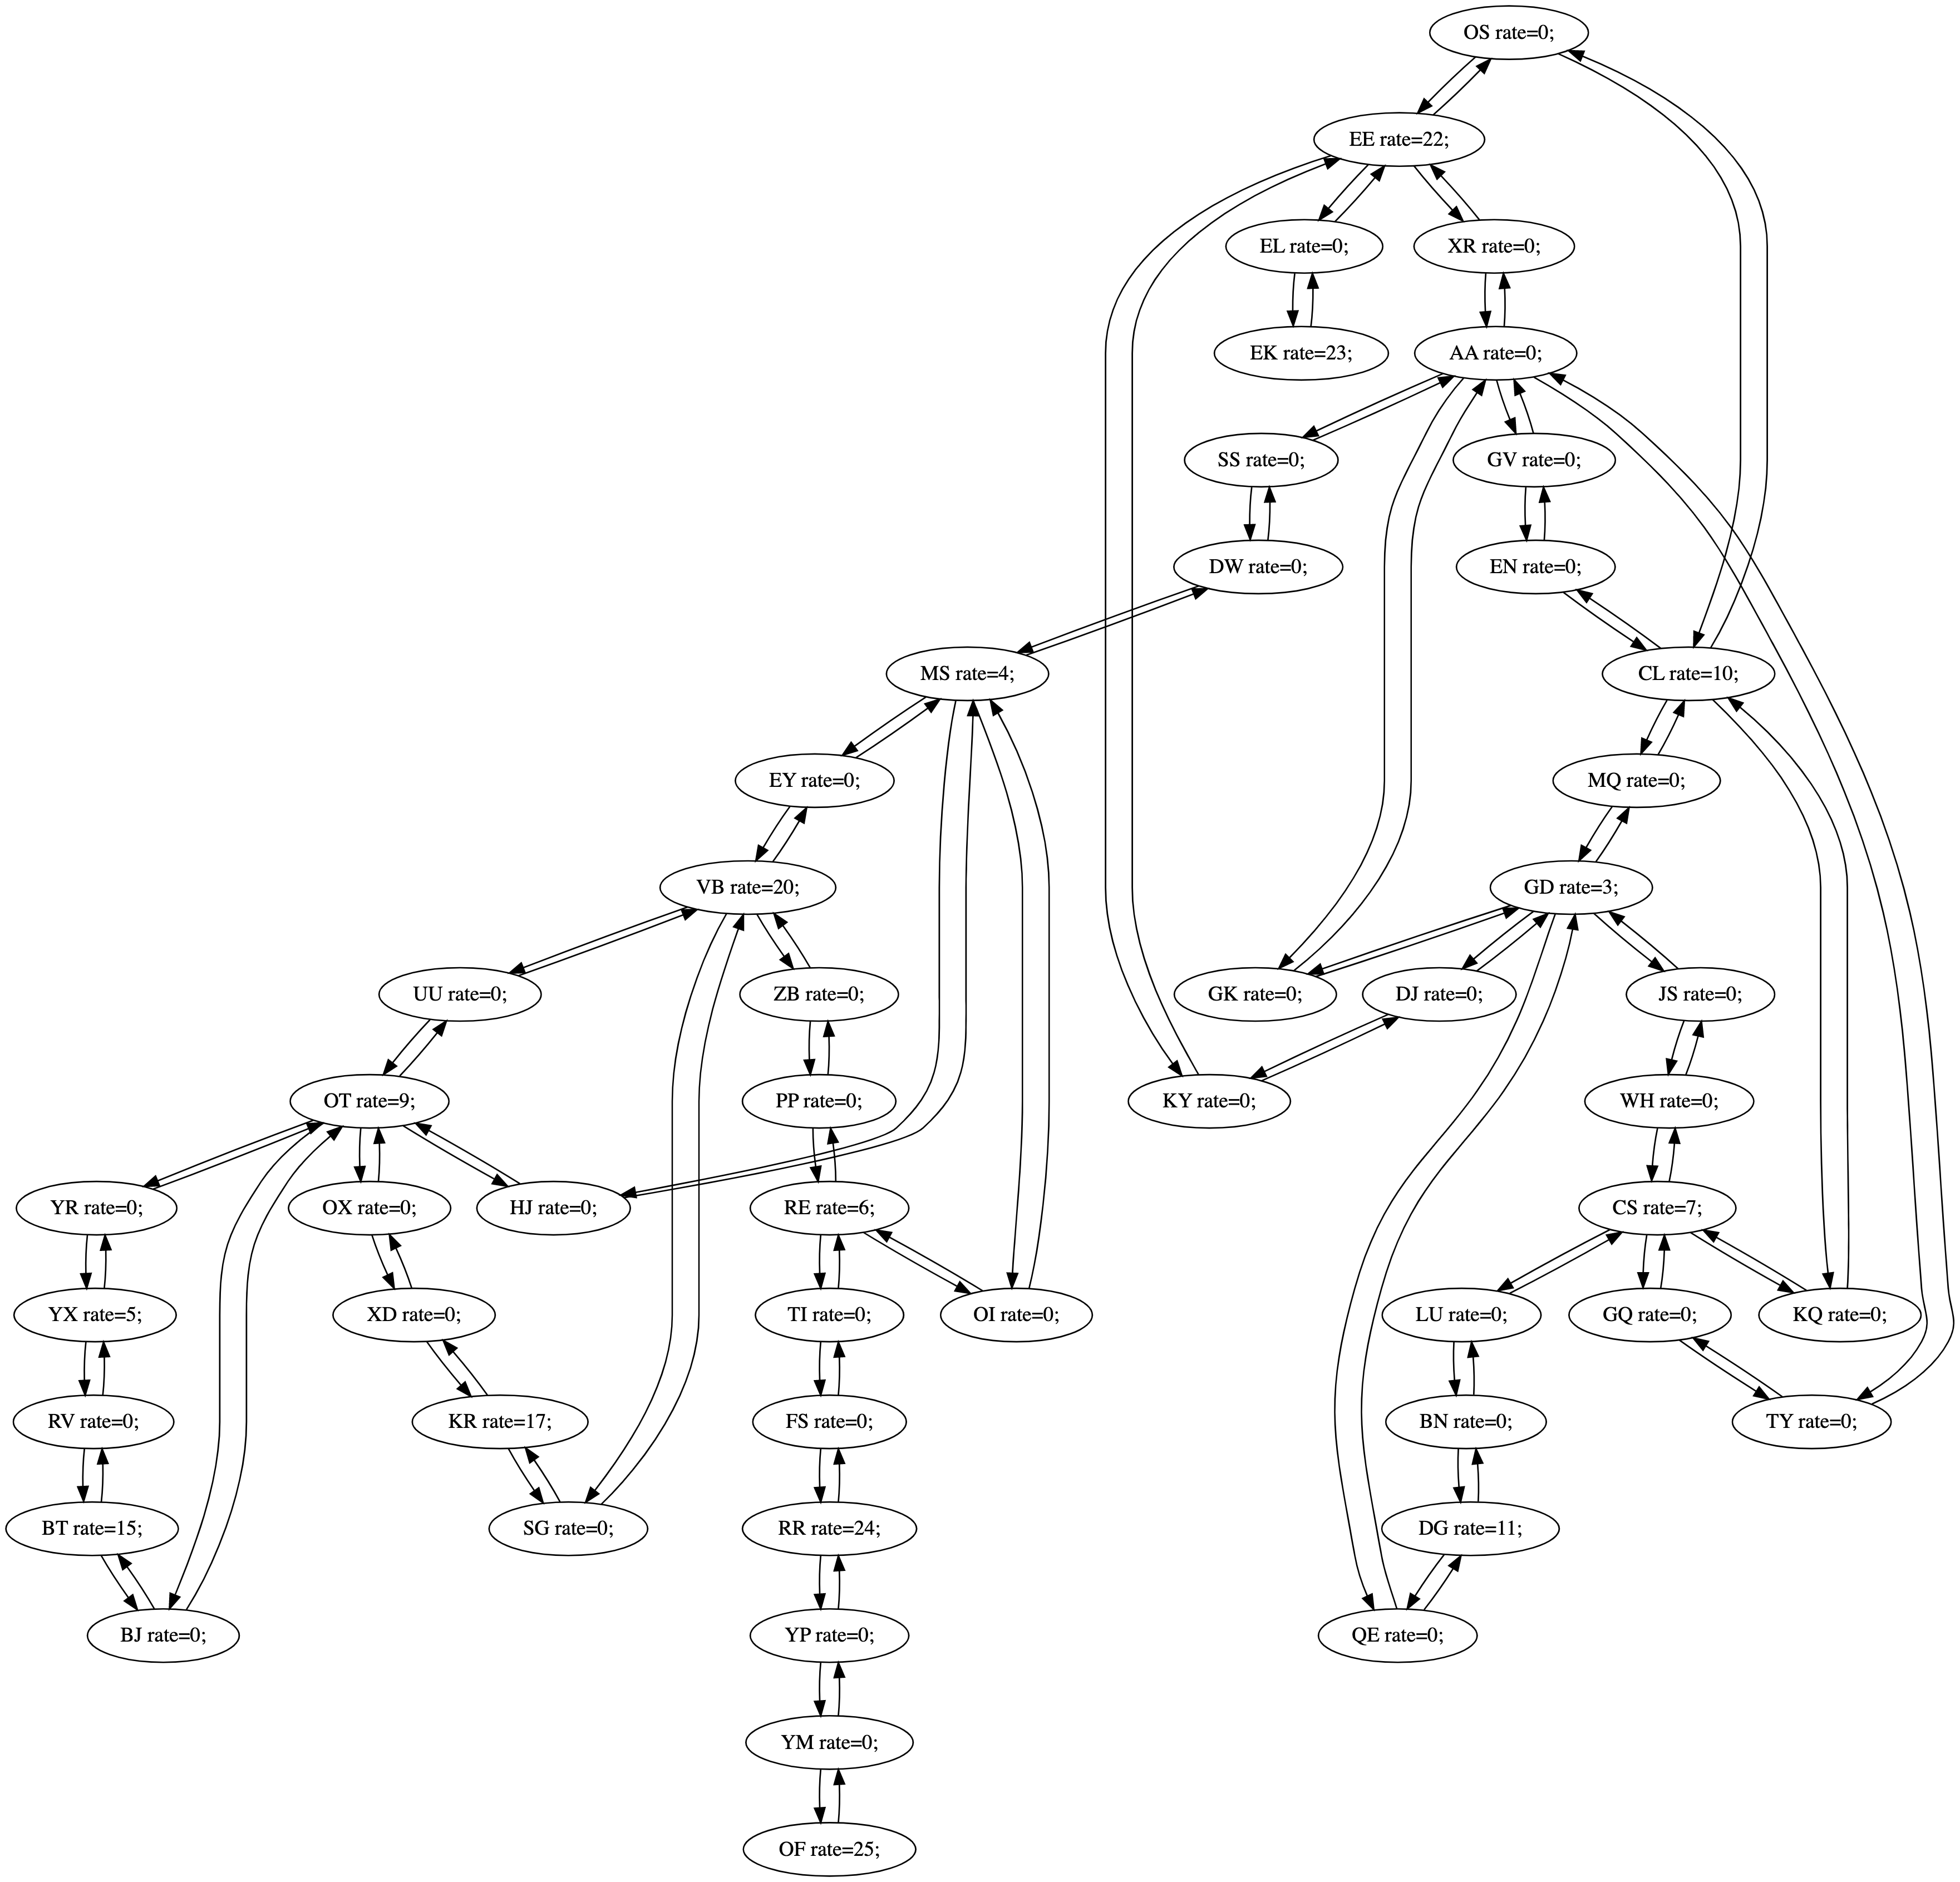 OS rate=0;
EE rate=22;
EL rate=0;
XR rate=0;
EK rate=23;
AA rate=0;
SS rate=0;
GV rate=0;
DW rate=0;
EN rate=0;
MS rate=4;
CL rate=10;
EY rate=0;
MQ rate=0;
VB rate=20;
GD rate=3;
UU rate=0;
ZB rate=0;
GK rate=0;
DJ rate=0;
JS rate=0;
OT rate=9;
PP rate=0;
KY rate=0;
WH rate=0;
YR rate=0;
OX rate=0;
HJ rate=0;
RE rate=6;
CS rate=7;
YX rate=5;
XD rate=0;
TI rate=0;
OI rate=0;
LU rate=0;
GQ rate=0;
KQ rate=0;
RV rate=0;
KR rate=17;
FS rate=0;
BN rate=0;
TY rate=0;
BT rate=15;
SG rate=0;
RR rate=24;
DG rate=11;
BJ rate=0;
YP rate=0;
QE rate=0;
YM rate=0;
OF rate=25;